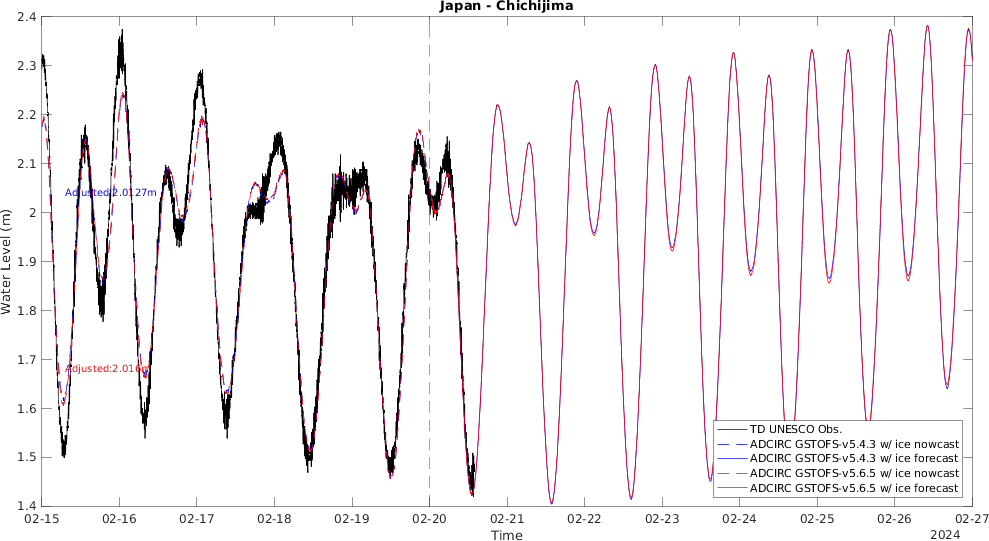 Japan - Chichijima
2.4
2.3
2.2
2.1
2
1.9
1.8
1.7
1.6
1.5
1.4
Water Level (m)
Adjusted:2.0127m
Adjusted:2.016m
TD UNESCO Obs.
ADCIRC GSTOFS-v5.4.3 w/ ice nowcast
ADCIRC GSTOFS-v5.4.3 w/ ice forecast
ADCIRC GSTOFS-v5.6.5 w/ ice nowcast
ADCIRC GSTOFS-v5.6.5 w/ ice forecast
02-15 02-16 02-17 02-18 02-19 02-20 02-21 02-22 02-23 02-24 02-25 02-26 02-27
Time
2024